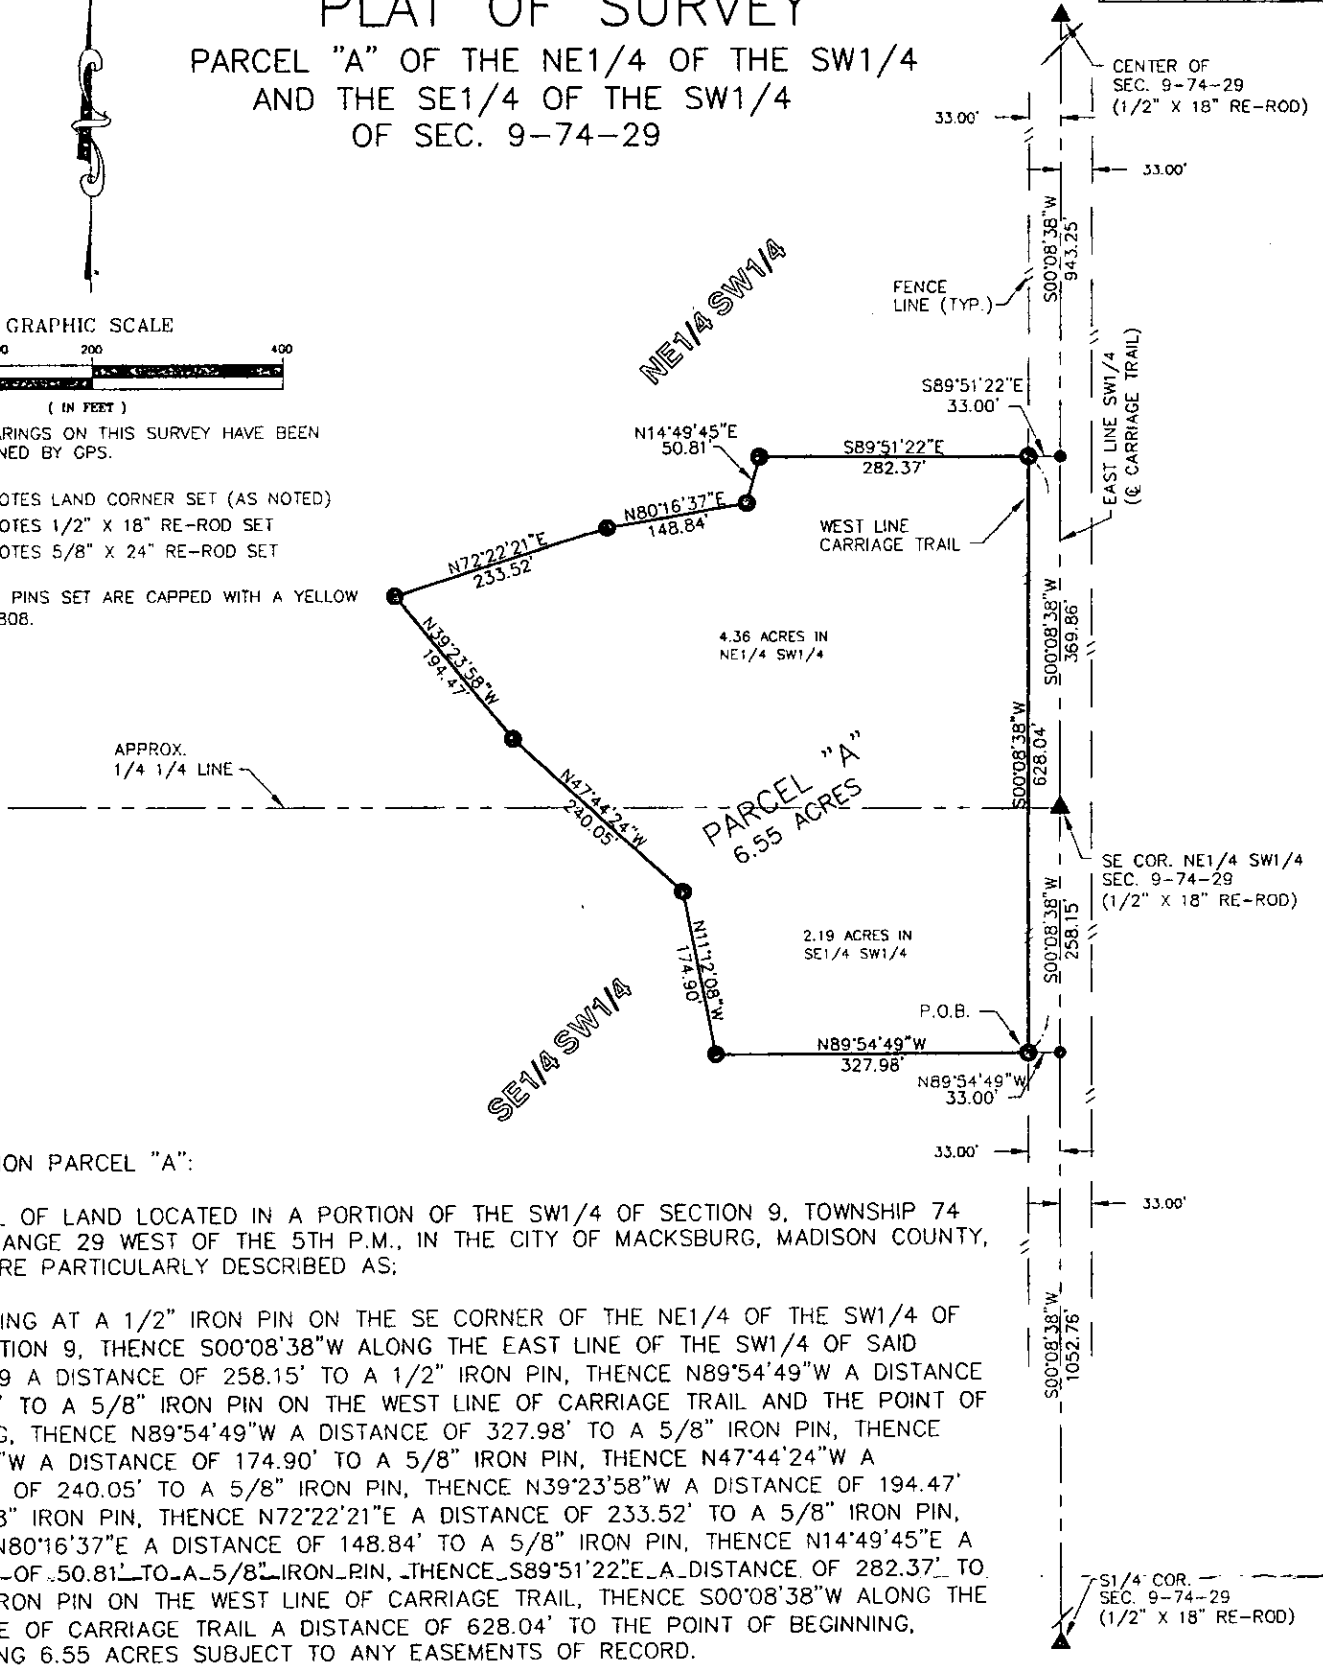 PLAT OF SURVEY
PARCEL "A" OF THE NE1/4 OF THE SW1/4
AND THE SE1/4 OF THE SW1/4
OF SEC. 9-74-29
CENTER OF
SEC. 9-74-29
(1/2" X 18" RE-ROD)
33.00'
33.00'
S00°08'38"W
943.25'
NE1/4 SW1/4
FENCE
LINE (TYP.)
GRAPHIC SCALE
200
400
( IN FEET )
ARINGS ON THIS SURVEY HAVE BEEN
NED BY GPS.
OTES LAND CORNER SET (AS NOTED)
OTES 1/2" X 18" RE-ROD SET
OTES 5/8" X 24" RE-ROD SET
PINS SET ARE CAPPED WITH A YELLOW
808.
EAST LINE SW1/4
(℄ CARRIAGE TRAIL)
S89°51'22"E
33.00'
N14°49'45"E
50.81'
S89°51'22"E
282.37'
N80°16'37"E
148.84'
WEST LINE
CARRIAGE TRAIL
N72°22'21"E
233.52'
4.36 ACRES IN
NE1/4 SW1/4
S00°08'38"W
369.86'
N39°23'58"W
194.47'
S00°08'38"W
628.04'
APPROX.
1/4 1/4 LINE
N47°44'24"W
240.05'
PARCEL "A"
6.55 ACRES
SE COR. NE1/4 SW1/4
SEC. 9-74-29
(1/2" X 18" RE-ROD)
S00°08'38"W
258.15'
2.19 ACRES IN
SE1/4 SW1/4
N11°12'08"W
174.90'
SE1/4 SW1/4
P.O.B.
N89°54'49"W
327.98'
N89°54'49"W
33.00'
33.00'
33.00'
S00°08'38"W
1052.76'
ON PARCEL "A":
L OF LAND LOCATED IN A PORTION OF THE SW1/4 OF SECTION 9, TOWNSHIP 74
ANGE 29 WEST OF THE 5TH P.M., IN THE CITY OF MACKSBURG, MADISON COUNTY,
RE PARTICULARLY DESCRIBED AS;
ING AT A 1/2" IRON PIN ON THE SE CORNER OF THE NE1/4 OF THE SW1/4 OF
TION 9, THENCE S00°08'38"W ALONG THE EAST LINE OF THE SW1/4 OF SAID
9 A DISTANCE OF 258.15' TO A 1/2" IRON PIN, THENCE N89°54'49"W A DISTANCE
' TO A 5/8" IRON PIN ON THE WEST LINE OF CARRIAGE TRAIL AND THE POINT OF
G, THENCE N89°54'49"W A DISTANCE OF 327.98' TO A 5/8" IRON PIN, THENCE
"W A DISTANCE OF 174.90' TO A 5/8" IRON PIN, THENCE N47°44'24"W A
OF 240.05' TO A 5/8" IRON PIN, THENCE N39°23'58"W A DISTANCE OF 194.47'
8" IRON PIN, THENCE N72°22'21"E A DISTANCE OF 233.52' TO A 5/8" IRON PIN,
N80°16'37"E A DISTANCE OF 148.84' TO A 5/8" IRON PIN, THENCE N14°49'45"E A
OF 50.81' TO A 5/8" IRON PIN, THENCE S89°51'22"E A DISTANCE OF 282.37' TO
RON PIN ON THE WEST LINE OF CARRIAGE TRAIL, THENCE S00°08'38"W ALONG THE
E OF CARRIAGE TRAIL A DISTANCE OF 628.04' TO THE POINT OF BEGINNING,
NG 6.55 ACRES SUBJECT TO ANY EASEMENTS OF RECORD.
S1/4 COR.
SEC. 9-74-29
(1/2" X 18" RE-ROD)